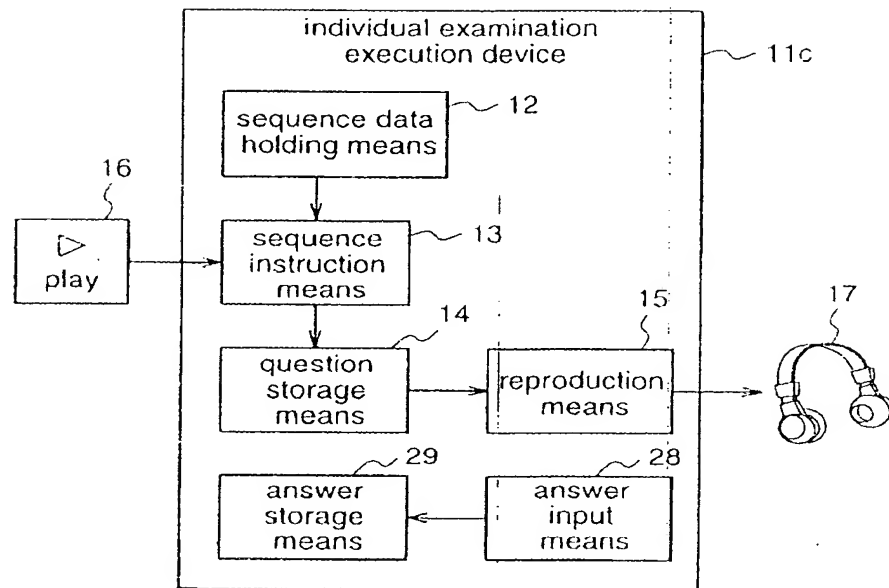 individual examination
execution device
11c
12
sequence data
holding means
16
play
13
sequence
instruction
means
14
question
storage
means
15
reproduction
means
17
29
answer
storage
means
28
answer
input
means